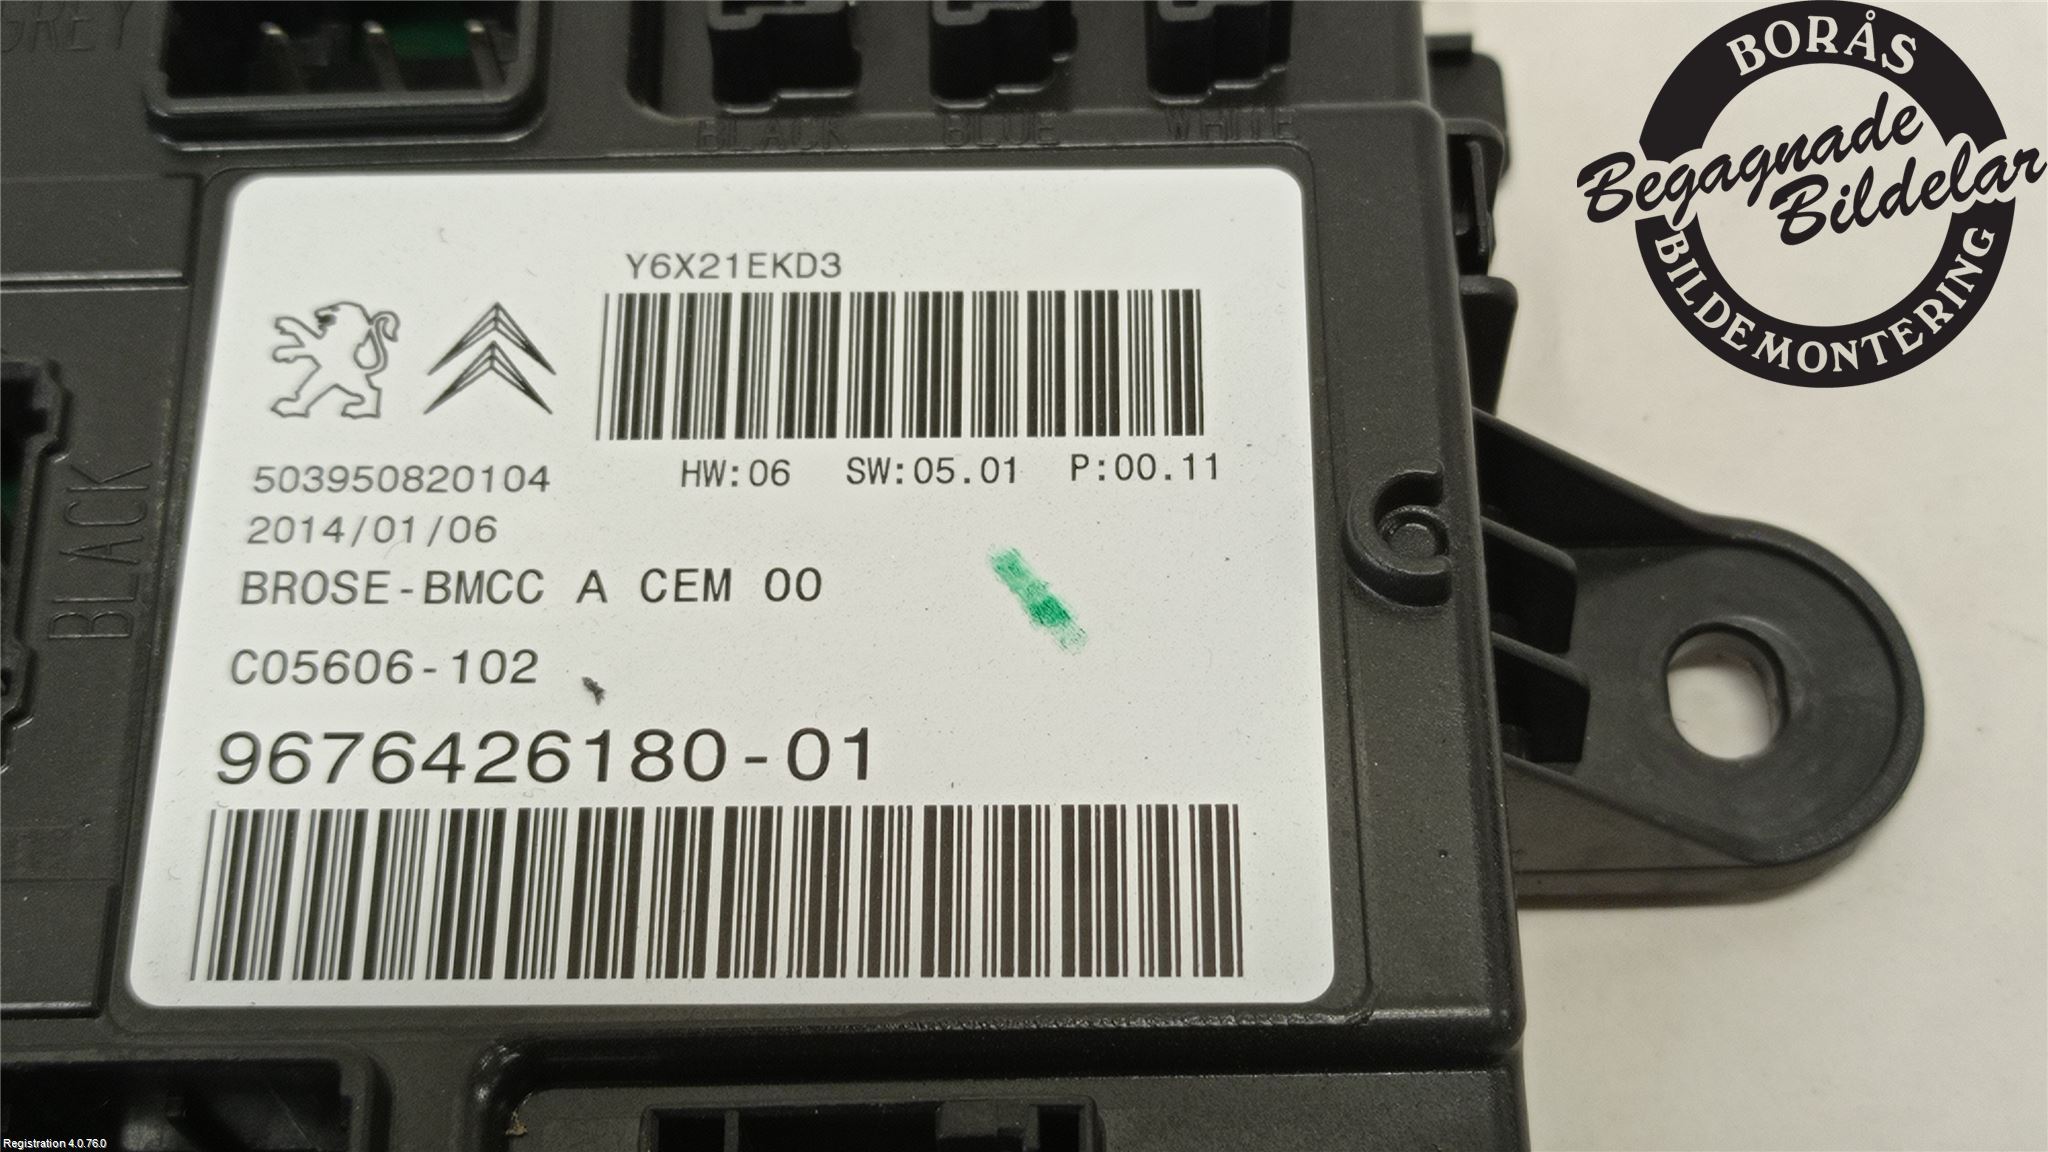 GREY
BLACK BLUE WHITE
BORÅS
Begagnade
Bildelar
BILDEMONTERING
Y6X21EKD3
503950820104
HW:06 SW:05.01 P:00.11
2014/01/06
BROSE-BMCC A CEM 00
C05606-102
9676426180-01
BLACK
Registration 4.0.76.0